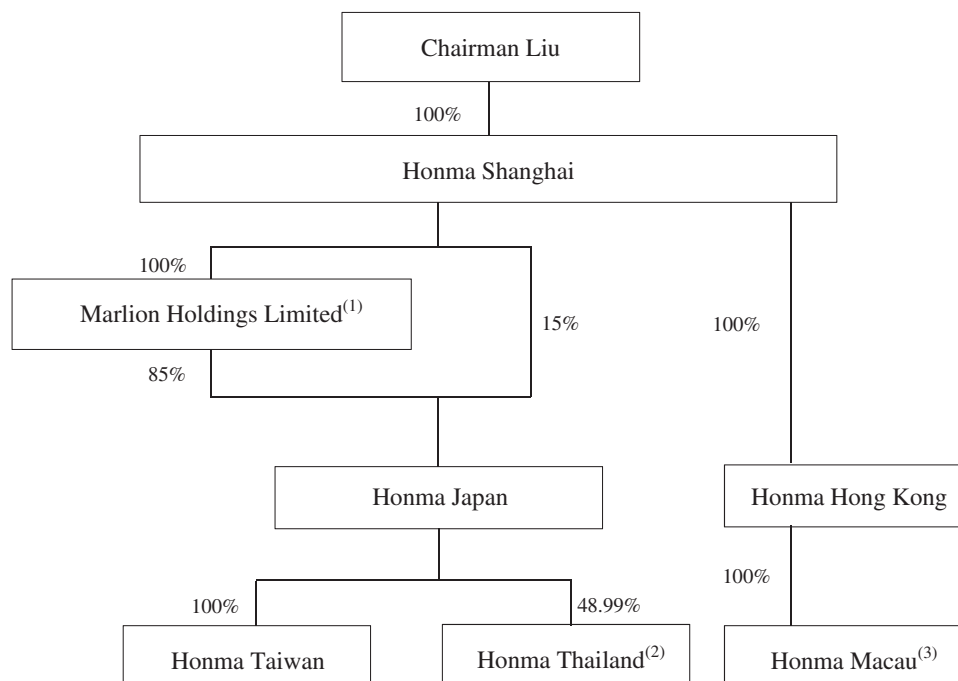 Chairman Liu
100%
Honma Shanghai
100%
Marlion Holdings Limited(1)
15%
100%
85%
Honma Japan
Honma Hong Kong
100%
100%
48.99%
Honma Taiwan
Honma Thailand(2)
Honma Macau(3)